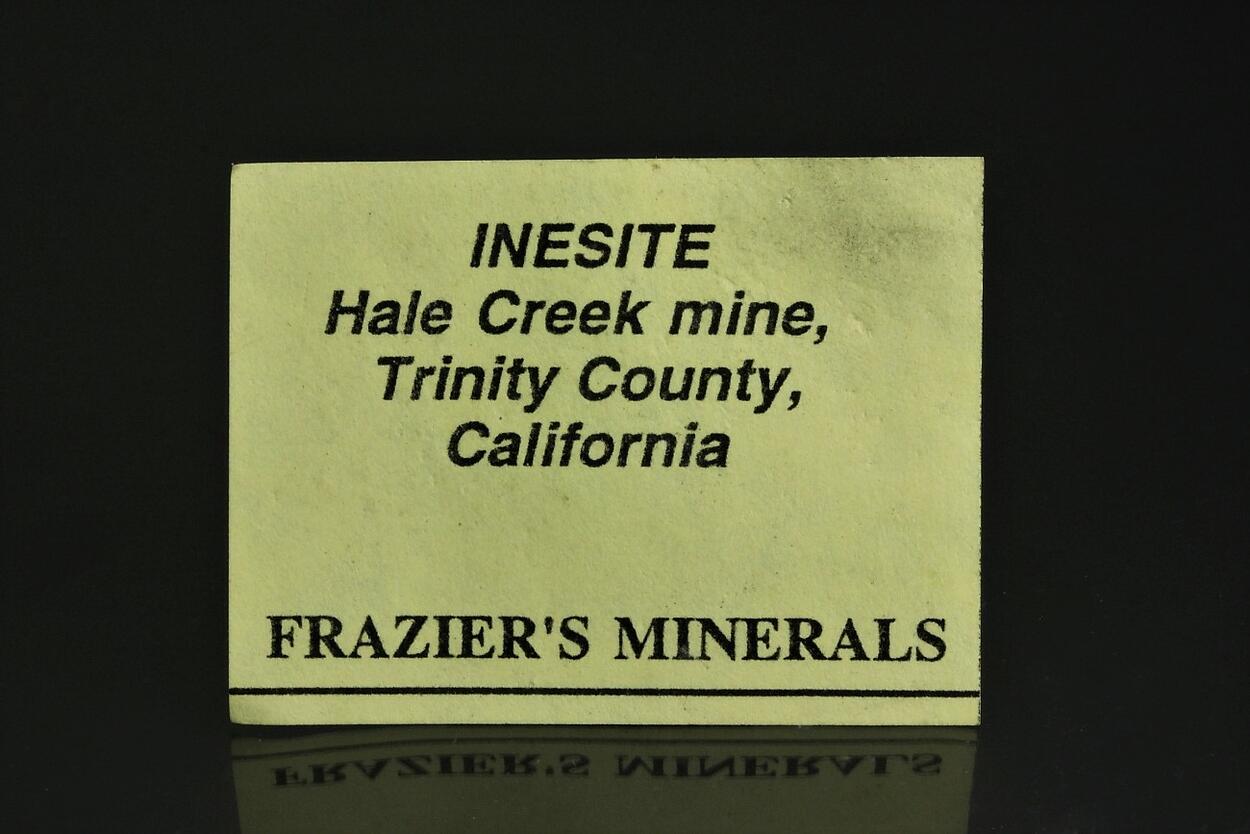 INESITE
Hale Creek mine,
Trinity County,
California
FRAZIER'S MINERALS